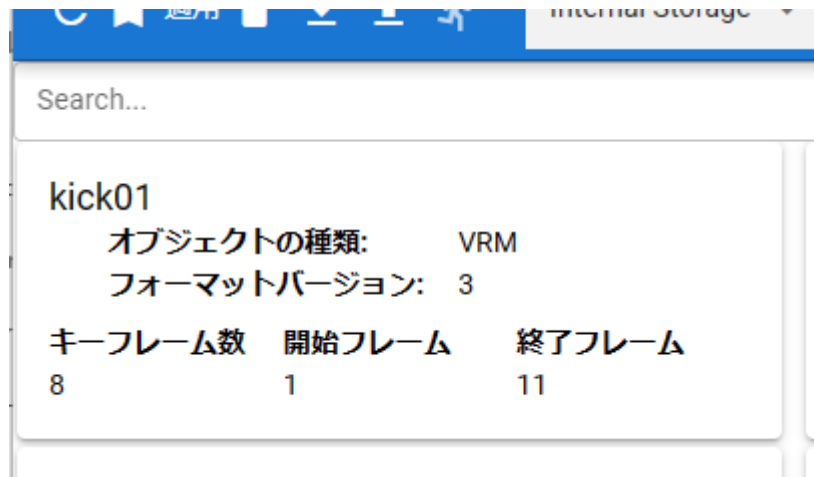 適用 Internal Storage
Search...
kick01
オブジェクトの種類: VRM
フォーマットバージョン: 3
キーフレーム数 開始フレーム 終了フレーム
8 1 11